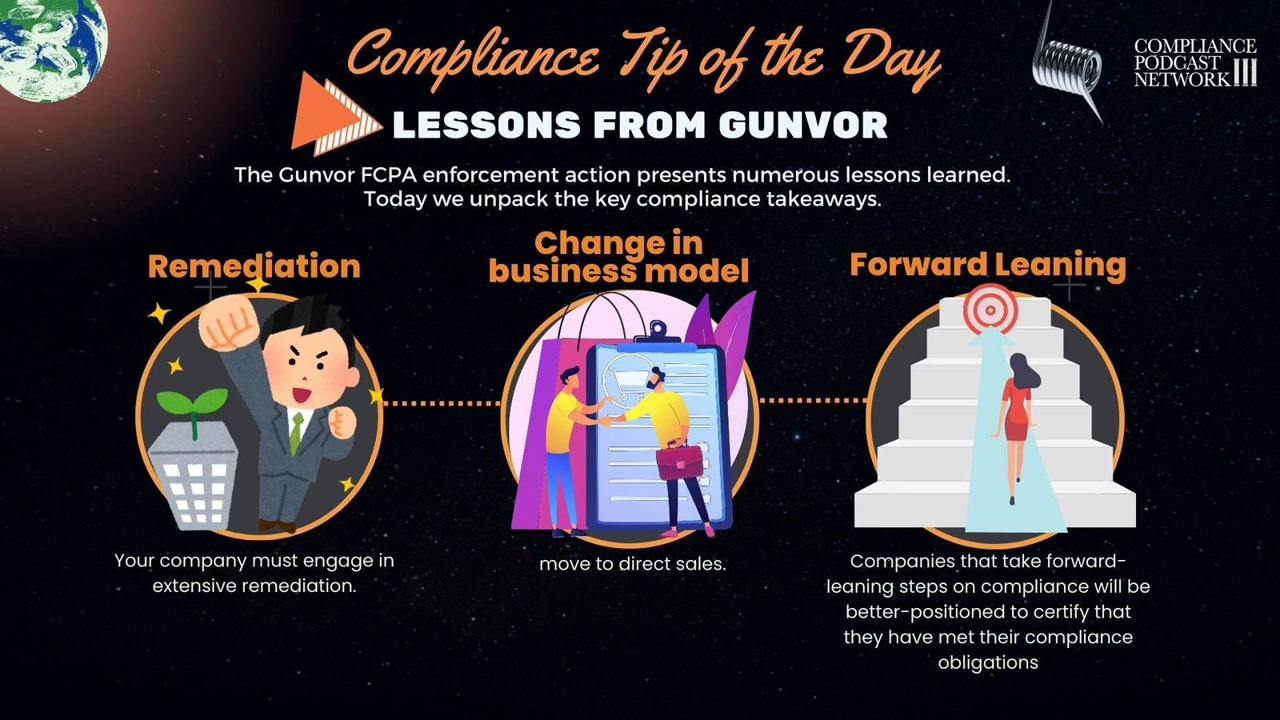 Compliance Tip of the Day
COMPLIANCE
PODCAST
NETWORK
LESSONS FROM GUNVOR
The Gunvor FCPA enforcement action presents numerous lessons learned.
Today we unpack the key compliance takeaways.
Remediation
Your company must engage in
extensive remediation.
Change in
business model
move to direct sales.
Forward Leaning
Companies that take forward-
leaning steps on compliance will be
better-positioned to certify that
they have met their compliance
obligations